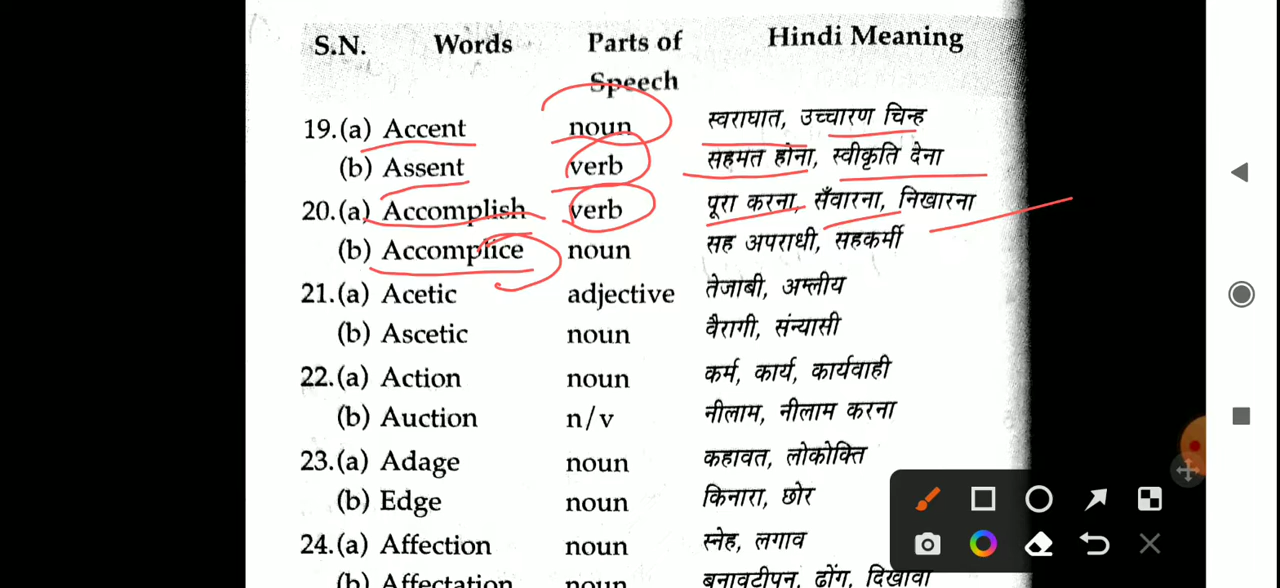 S.N. Words Parts of Speech Hindi Meaning
19.(a) Accent noun स्वराघात, उच्चारण चिन्ह
(b) Assent verb सहमत होना, स्वीकृति देना
20.(a) Accomplish verb पूरा करना, सँवारना, निखारना
(b) Accomplice noun सह अपराधी, सहकर्मी
21.(a) Acetic adjective तेजाबी, अम्लीय
(b) Ascetic noun वैरागी, संन्यासी
22.(a) Action noun कर्म, कार्य, कार्यवाही
(b) Auction n/v नीलाम, नीलाम करना
23.(a) Adage noun कहावत, लोकोक्ति
(b) Edge noun किनारा, छोर
24.(a) Affection noun स्नेह, लगाव
(b) Affectation noun बनावटीपन, ढोंग, दिखावा